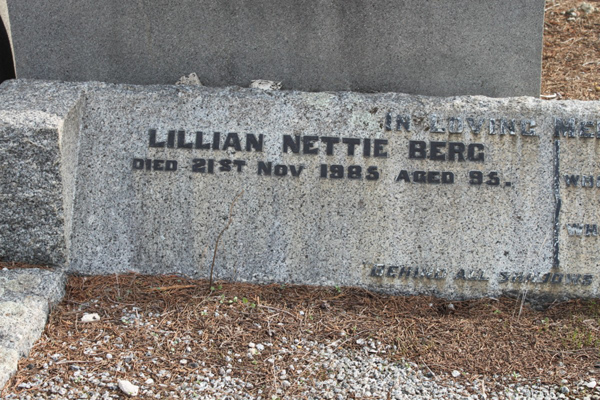 IN LOVING
LILLIAN NETTIE BERG
DIED 21ST NOV 1985 AGED 95.
BEHIND ALL SHADOWS